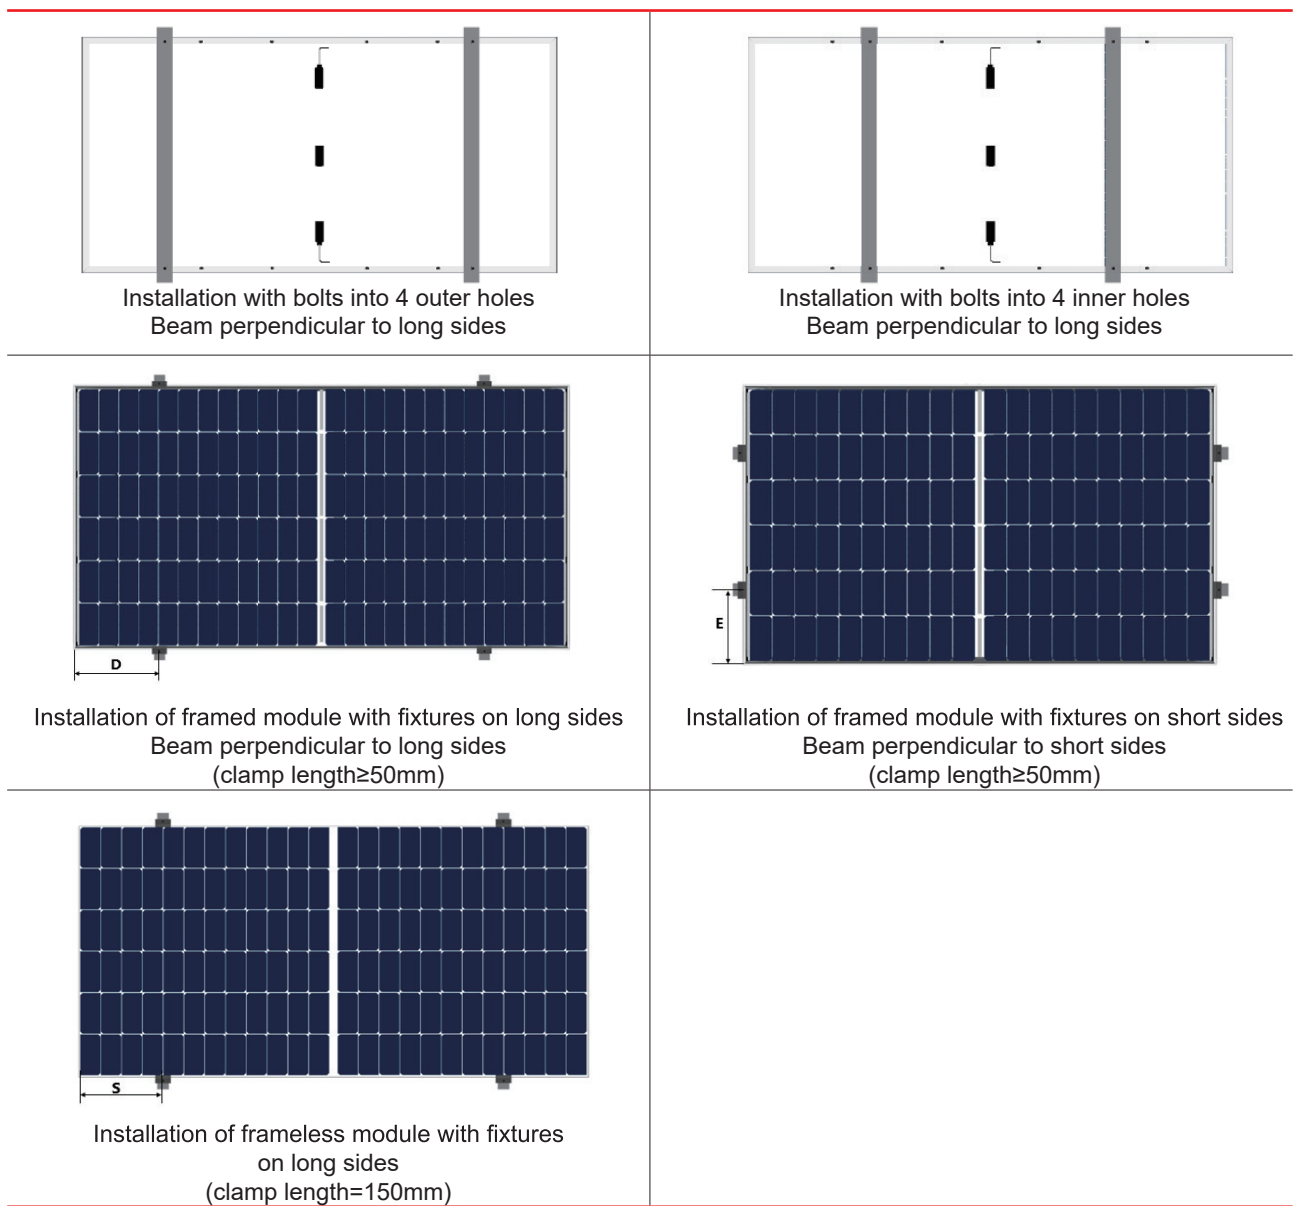 Installation with bolts into 4 outer holes
Beam perpendicular to long sides
Installation with bolts into 4 inner holes
Beam perpendicular to long sides
D
Installation of framed module with fixtures on long sides
Beam perpendicular to long sides
(clamp length≥50mm)
E
Installation of framed module with fixtures on short sides
Beam perpendicular to short sides
(clamp length≥50mm)
S
Installation of frameless module with fixtures
on long sides
(clamp length=150mm)